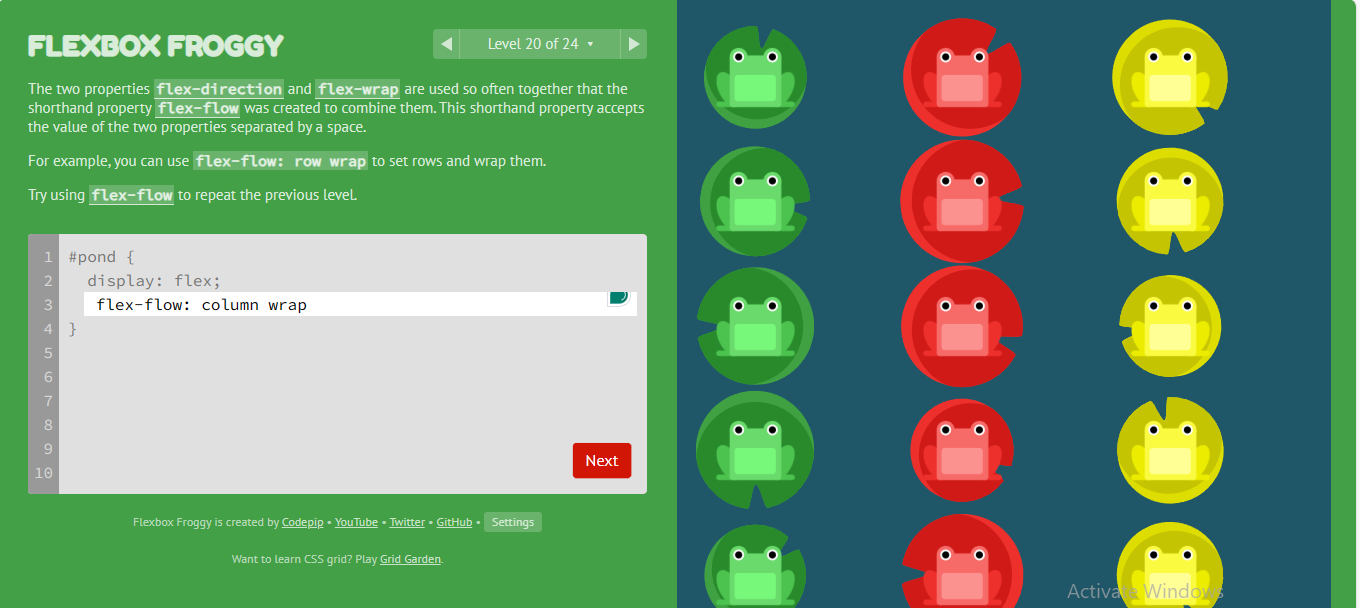 FLEXBOX FROGGY
Level 20 of 24
The two properties flex-direction and flex-wrap are used so often together that the
shorthand property flex-flow was created to combine them. This shorthand property accepts
the value of the two properties separated by a space.
For example, you can use flex-flow: row wrap to set rows and wrap them.
Try using flex-flow to repeat the previous level.
1 #pond {
2 display: flex;
3 flex-flow: column wrap
4 }
5
6
7
8
9
10
Next
Flexbox Froggy is created by Codepip • YouTube • Twitter • GitHub • Settings
Want to learn CSS grid? Play Grid Garden.
Activate Windows